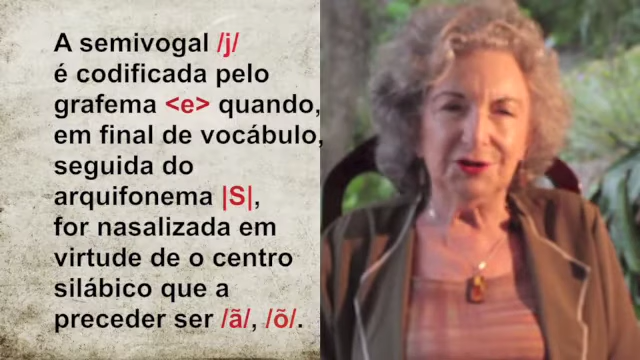 A semivogal /j/
é codificada pelo
grafema <e> quando,
em final de vocábulo,
seguida do
arquifonema |S|,
for nasalizada em
virtude de o centro
silábico que a
preceder ser /ã/, /õ/.